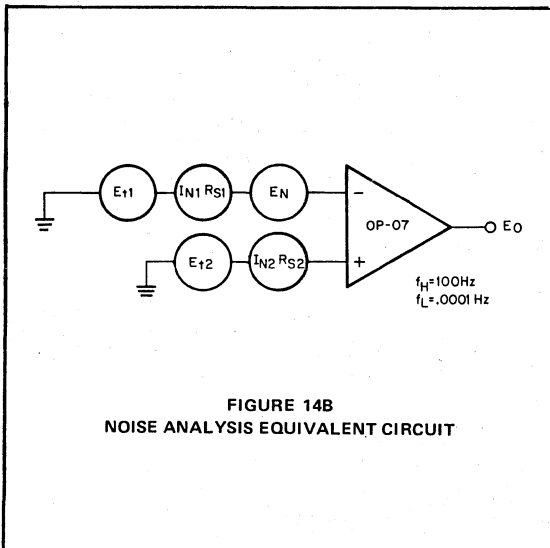 Et1 IN1 RS1 EN − OP-07 EO
Et2 IN2 RS2 +
fH=100Hz
fL=.0001 Hz
FIGURE 14B
NOISE ANALYSIS EQUIVALENT CIRCUIT